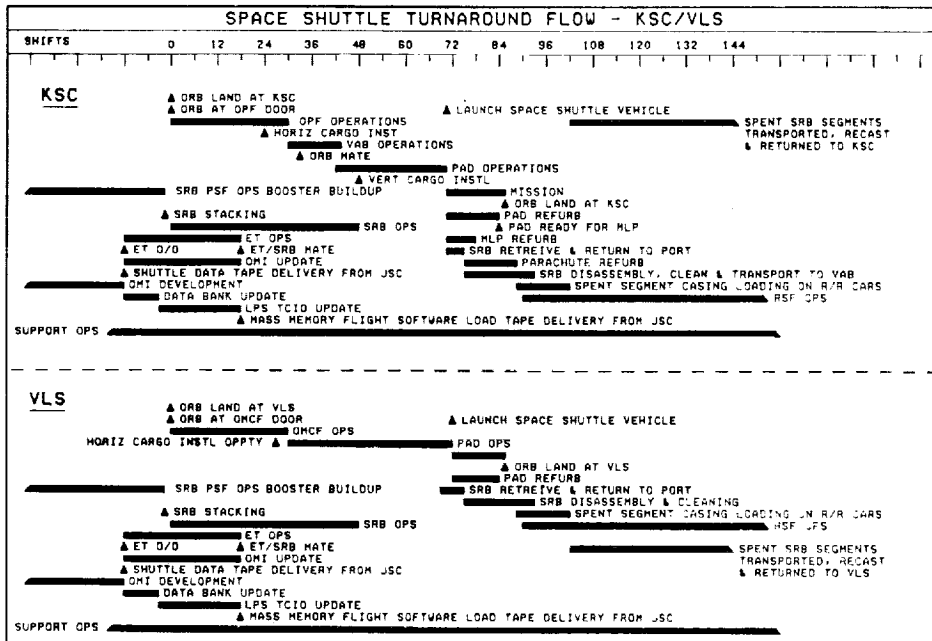 SPACE SHUTTLE TURNAROUND FLOW - KSC/VLS
SHIFTS 0 12 24 36 48 60 72 84 96 108 120 132 144
KSC
ORB LAND AT KSC
ORB AT OPF DOOR
LAUNCH SPACE SHUTTLE VEHICLE
OPF OPERATIONS
SPENT SRB SEGMENTS
TRANSPORTED, RECAST
& RETURNED TO KSC
HORIZ CARGO INST
VAB OPERATIONS
ORB MATE
PAD OPERATIONS
VERT CARGO INSTL
SRB PSF OPS BOOSTER BUILDUP
MISSION
ORB LAND AT KSC
SRB STACKING
PAD REFURB
SRB OPS
PAD READY FOR MLP
ET OPS
MLP REFURB
ET O/O
ET/SRB MATE
SRB RETREIVE & RETURN TO PORT
OMI UPDATE
PARACHUTE REFURB
SHUTTLE DATA TAPE DELIVERY FROM JSC
SRB DISASSEMBLY, CLEAN & TRANSPORT TO VAB
OMI DEVELOPMENT
SPENT SEGMENT CASING LOADING ON R/R CARS
DATA BANK UPDATE
RSF OPS
LPS TCIO UPDATE
MASS MEMORY FLIGHT SOFTWARE LOAD TAPE DELIVERY FROM JSC
SUPPORT OPS
VLS
ORB LAND AT VLS
ORB AT OMCF DOOR
LAUNCH SPACE SHUTTLE VEHICLE
OMCF OPS
HORIZ CARGO INSTL OPPTY
PAD OPS
ORB LAND AT VLS
PAD REFURB
SRB PSF OPS BOOSTER BUILDUP
SRB RETREIVE & RETURN TO PORT
SRB DISASSEMBLY & CLEANING
SRB STACKING
SPENT SEGMENT CASING LOADING ON R/R CARS
SRB OPS
RSF OPS
ET OPS
ET O/O
ET/SRB MATE
SPENT SRB SEGMENTS
TRANSPORTED, RECAST
& RETURNED TO VLS
OMI UPDATE
SHUTTLE DATA TAPE DELIVERY FROM JSC
OMI DEVELOPMENT
DATA BANK UPDATE
LPS TCIO UPDATE
MASS MEMORY FLIGHT SOFTWARE LOAD TAPE DELIVERY FROM JSC
SUPPORT OPS